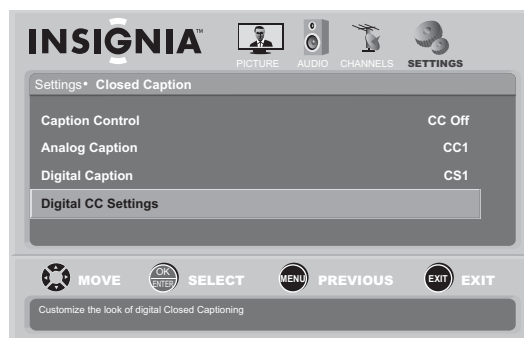 INSIGNIA™
PICTURE AUDIO CHANNELS SETTINGS
Settings• Closed Caption
Caption Control CC Off
Analog Caption CC1
Digital Caption CS1
Digital CC Settings
MOVE OK ENTER SELECT MENU PREVIOUS EXIT EXIT
Customize the look of digital Closed Captioning